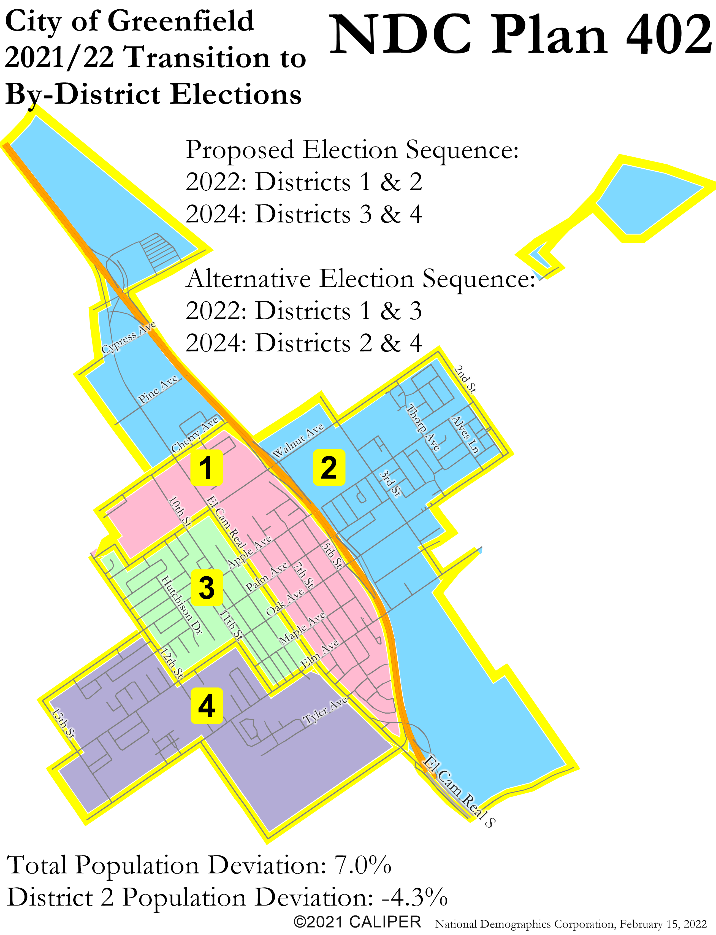 City of Greenfield
2021/22 Transition to
By-District Elections
NDC Plan 402
Proposed Election Sequence:
2022: Districts 1 & 2
2024: Districts 3 & 4
Alternative Election Sequence:
2022: Districts 1 & 3
2024: Districts 2 & 4
Cypress Ave
Pine Ave
Cherry Ave
Walnut Ave
2nd St
Thorp Ave
Alves Ln
3rd St
1
2
10th St
El Cam Real
Apple Ave
5th St
Palm Ave
7th St
3
Oak Ave
Hutchison Dr
11th St
Maple Ave
Elm Ave
12th St
4
13th St
Tyler Ave
El Cam Real S
Total Population Deviation: 7.0%
District 2 Population Deviation: -4.3%
©2021 CALIPER
National Demographics Corporation, February 15, 2022